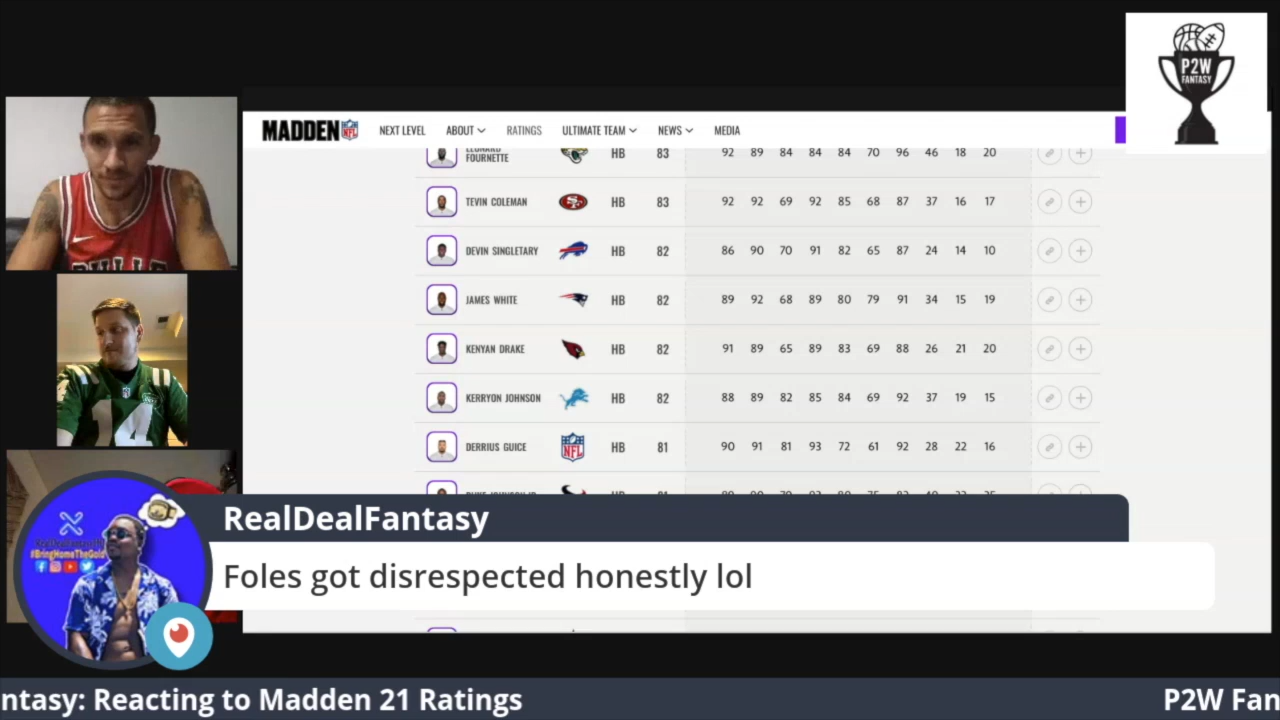 P2W
FANTASY
MADDEN NFL NEXT LEVEL ABOUT RATINGS ULTIMATE TEAM NEWS MEDIA
LEONARD
FOURNETTE HB 83 92 89 84 84 84 70 96 46 18 20
TEVIN COLEMAN HB 83 92 92 69 92 85 68 87 37 16 17
DEVIN SINGLETARY HB 82 86 90 70 91 82 65 87 24 14 10
JAMES WHITE HB 82 89 92 68 89 80 79 91 34 15 19
KENYAN DRAKE HB 82 91 89 65 89 83 69 88 26 21 20
KERRYON JOHNSON HB 82 88 89 82 85 84 69 92 37 19 15
DERRIUS GUICE NFL HB 81 90 91 81 93 72 61 92 28 22 16
14
#BringHomeTheGold
RealDealFantasy
Foles got disrespected honestly lol
ntasy: Reacting to Madden 21 Ratings P2W Fan